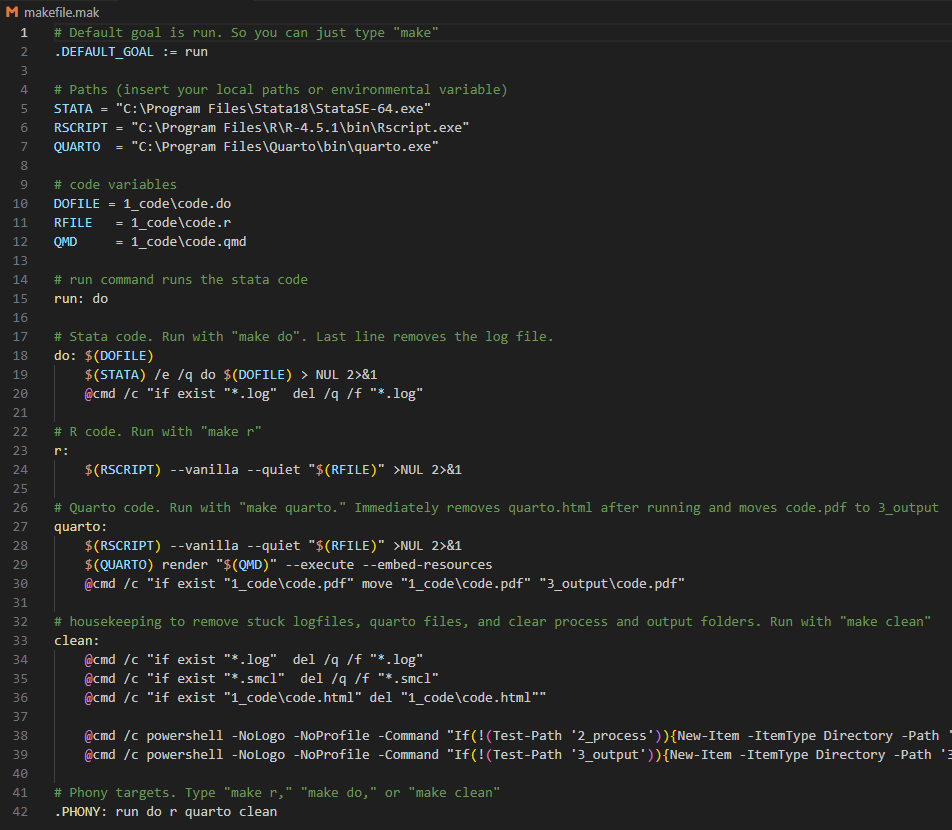 makefile.mak
1 # Default goal is run. So you can just type "make"
2 .DEFAULT_GOAL := run
3
4 # Paths (insert your local paths or environmental variable)
5 STATA = "C:\Program Files\Stata18\StataSE-64.exe"
6 RSCRIPT = "C:\Program Files\R\R-4.5.1\bin\Rscript.exe"
7 QUARTO  = "C:\Program Files\Quarto\bin\quarto.exe"
8
9 # code variables
10 DOFILE = 1_code\code.do
11 RFILE   = 1_code\code.r
12 QMD     = 1_code\code.qmd
13
14 # run command runs the stata code
15 run: do
16
17 # Stata code. Run with "make do". Last line removes the log file.
18 do: $(DOFILE)
19     $(STATA) /e /q do $(DOFILE) > NUL 2>&1
20     @cmd /c "if exist "*.log"  del /q /f "*.log"
21
22 # R code. Run with "make r"
23 r:
24     $(RSCRIPT) --vanilla --quiet "$(RFILE)" >NUL 2>&1
25
26 # Quarto code. Run with "make quarto." Immediately removes quarto.html after running and moves code.pdf to 3_output
27 quarto:
28     $(RSCRIPT) --vanilla --quiet "$(RFILE)" >NUL 2>&1
29     $(QUARTO) render "$(QMD)" --execute --embed-resources
30     @cmd /c "if exist "1_code\code.pdf" move "1_code\code.pdf" "3_output\code.pdf"
31
32 # housekeeping to remove stuck logfiles, quarto files, and clear process and output folders. Run with "make clean"
33 clean:
34     @cmd /c "if exist "*.log"  del /q /f "*.log"
35     @cmd /c "if exist "*.smcl"  del /q /f "*.smcl"
36     @cmd /c "if exist "1_code\code.html" del "1_code\code.html""
37
38     @cmd /c powershell -NoLogo -NoProfile -Command "If(!(Test-Path '2_process')){New-Item -ItemType Directory -Path '
39     @cmd /c powershell -NoLogo -NoProfile -Command "If(!(Test-Path '3_output')){New-Item -ItemType Directory -Path '3
40
41 # Phony targets. Type "make r," "make do," or "make clean"
42 .PHONY: run do r quarto clean